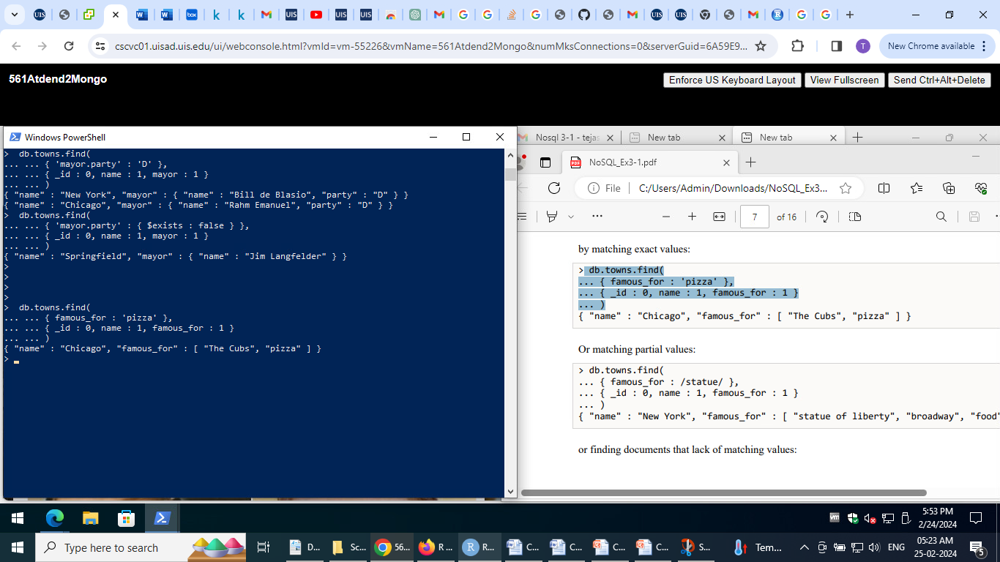 cscvc01.uisad.uis.edu/ui/webconsole.html?vmId=vm-55226&vmName=561Atdend2Mongo&numMksConnections=0&serverGuid=6A59E9...
T
New Chrome available
561Atdend2Mongo
Enforce US Keyboard Layout
View Fullscreen
Send Ctrl+Alt+Delete
Windows PowerShell
>  db.towns.find(
... ... { 'mayor.party' : 'D' },
... ... { _id : 0, name : 1, mayor : 1 }
... ... )
{ "name" : "New York", "mayor" : { "name" : "Bill de Blasio", "party" : "D" } }
{ "name" : "Chicago", "mayor" : { "name" : "Rahm Emanuel", "party" : "D" } }
>  db.towns.find(
... ... { 'mayor.party' : { $exists : false } },
... ... { _id : 0, name : 1, mayor : 1 }
... ... )
{ "name" : "Springfield", "mayor" : { "name" : "Jim Langfelder" } }
>
>
>
>
>  db.towns.find(
... ... { famous_for : 'pizza' },
... ... { _id : 0, name : 1, famous_for : 1 }
... ... )
{ "name" : "Chicago", "famous_for" : [ "The Cubs", "pizza" ] }
>
Nosql 3-1 - tejas
New tab
New tab
NoSQL_Ex3-1.pdf
File
C:/Users/Admin/Downloads/NoSQL_Ex3...
7
of 16
by matching exact values:
> db.towns.find(
... { famous_for : 'pizza' },
... { _id : 0, name : 1, famous_for : 1 }
... )
{ "name" : "Chicago", "famous_for" : [ "The Cubs", "pizza" ] }
Or matching partial values:
> db.towns.find(
... { famous_for : /statue/ },
... { _id : 0, name : 1, famous_for : 1 }
... )
{ "name" : "New York", "famous_for" : [ "statue of liberty", "broadway", "food"
or finding documents that lack of matching values:
5:53 PM
2/24/2024
Type here to search
D...
Sc...
56...
R ...
R...
C...
C...
C...
C...
S...
Tem...
ENG
05:23 AM
25-02-2024
5